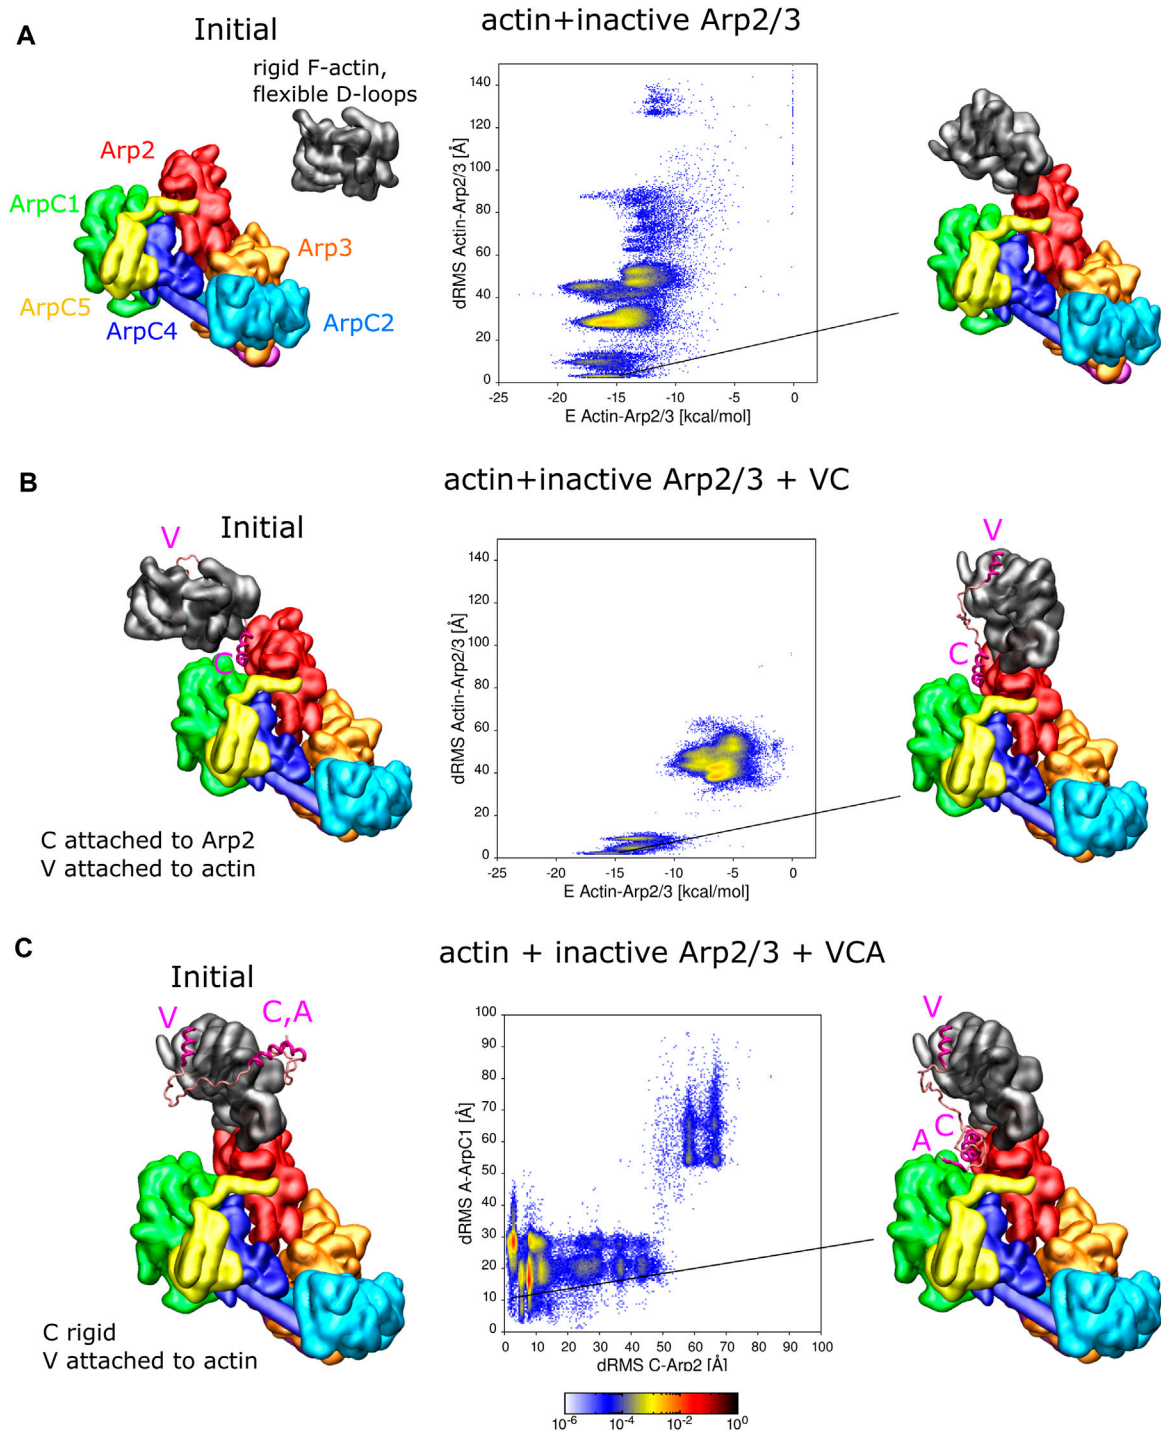 A
Initial
actin+inactive Arp2/3
rigid F-actin,
flexible D-loops
Arp2
ArpC1
Arp3
ArpC5
ArpC4
ArpC2
dRMS Actin-Arp2/3 [Å]
140
120
100
80
60
40
20
0
-25 -20 -15 -10 -5 0
E Actin-Arp2/3 [kcal/mol]
B
actin+inactive Arp2/3 + VC
Initial
V
C
C attached to Arp2
V attached to actin
dRMS Actin-Arp2/3 [Å]
140
120
100
80
60
40
20
0
-25 -20 -15 -10 -5 0
E Actin-Arp2/3 [kcal/mol]
V
C
C
actin + inactive Arp2/3 + VCA
Initial
V
C,A
C rigid
V attached to actin
dRMS A-ArpC1 [Å]
100
90
80
70
60
50
40
30
20
10
0
0 10 20 30 40 50 60 70 80 90 100
dRMS C-Arp2 [Å]
V
C
A
10⁻⁶ 10⁻⁴ 10⁻² 10⁰